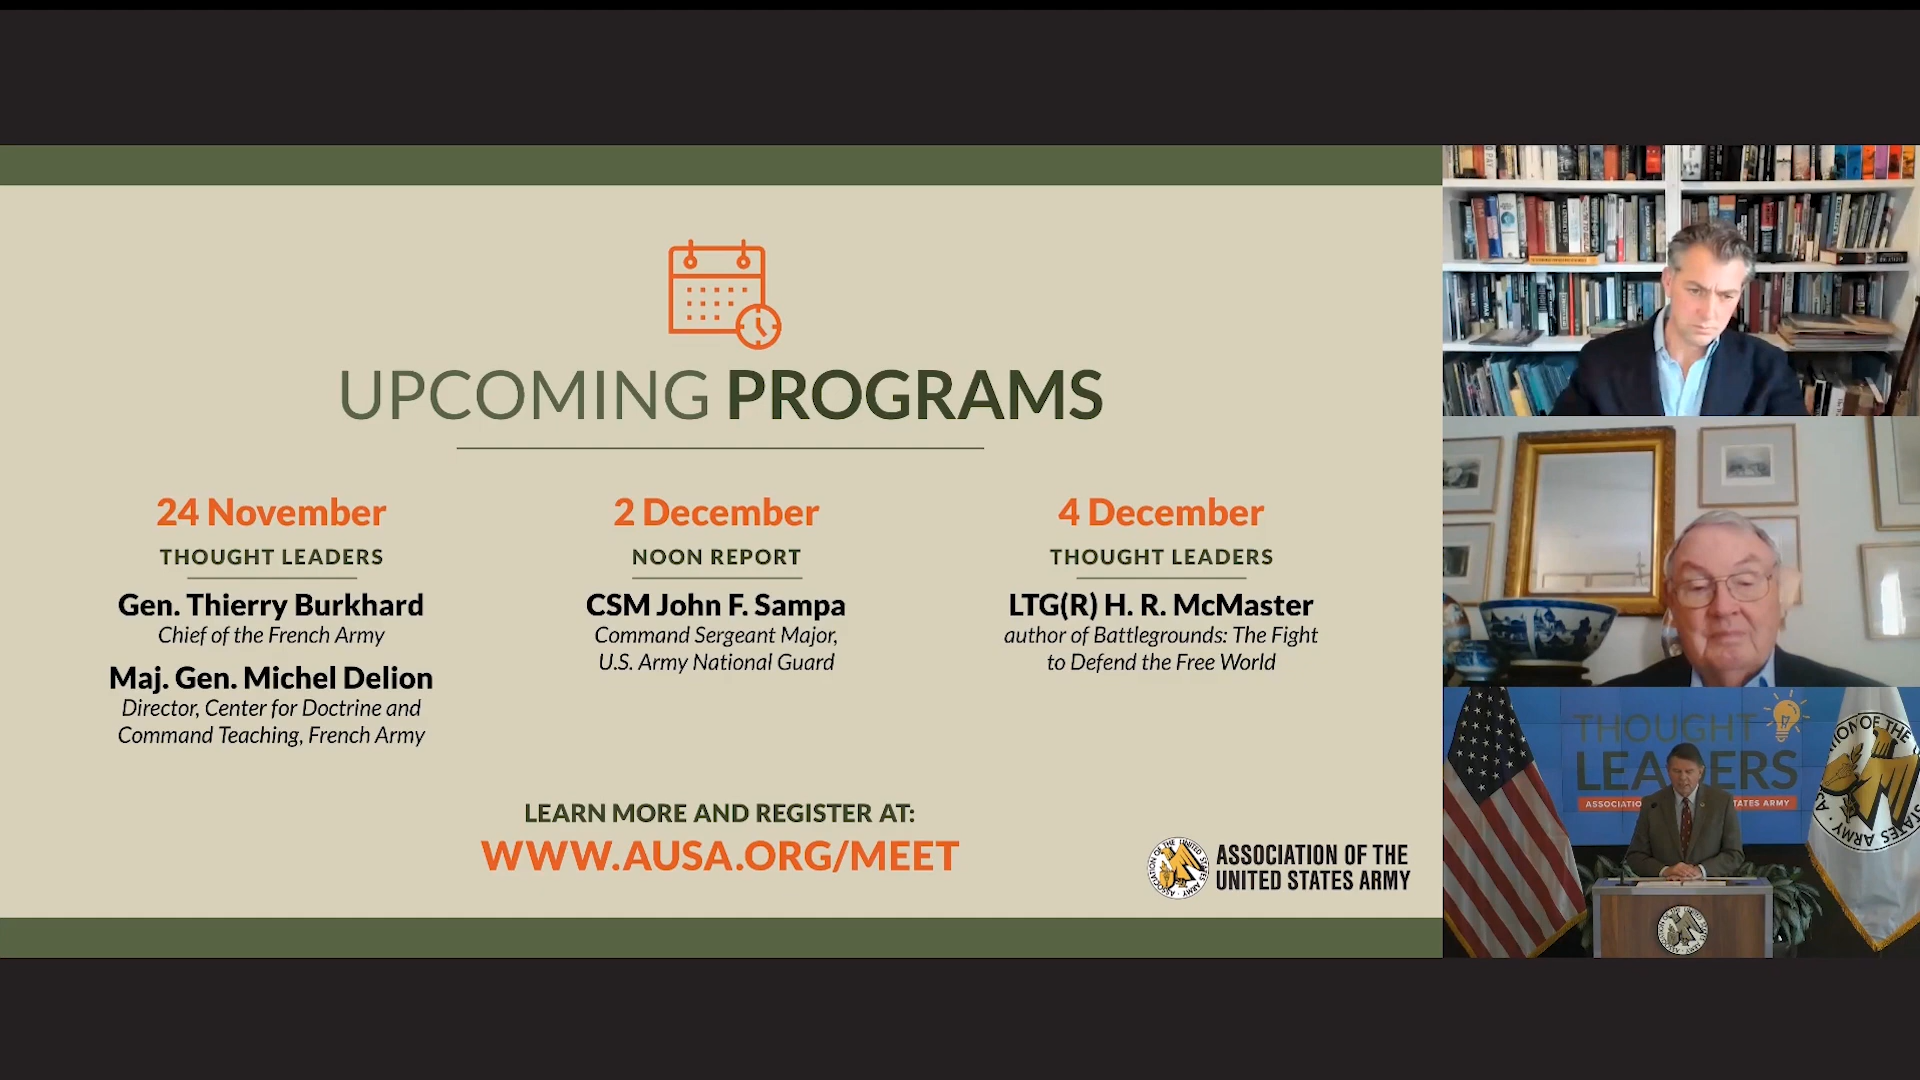 UPCOMING PROGRAMS
24 November
THOUGHT LEADERS
Gen. Thierry Burkhard
Chief of the French Army
Maj. Gen. Michel Delion
Director, Center for Doctrine and
Command Teaching, French Army
2 December
NOON REPORT
CSM John F. Sampa
Command Sergeant Major,
U.S. Army National Guard
4 December
THOUGHT LEADERS
LTG(R) H. R. McMaster
author of Battlegrounds: The Fight
to Defend the Free World
LEARN MORE AND REGISTER AT:
WWW.AUSA.ORG/MEET
ASSOCIATION OF THE
UNITED STATES ARMY
THOUGHT